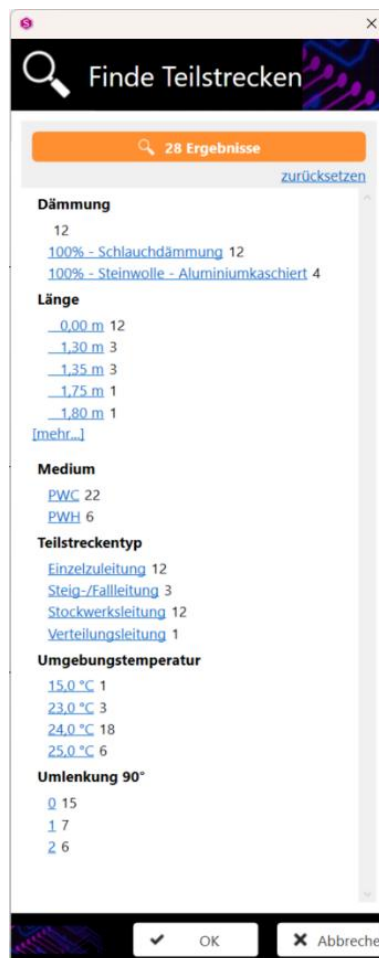 S
Finde Teilstrecken
28 Ergebnisse
zurücksetzen
Dämmung
12
100% - Schlauchdämmung 12
100% - Steinwolle - Aluminiumkaschiert 4
Länge
0,00 m 12
1,30 m 3
1,35 m 3
1,75 m 1
1,80 m 1
[mehr...]
Medium
PWC 22
PWH 6
Teilstreckentyp
Einzelzuleitung 12
Steig-/Fallleitung 3
Stockwerksleitung 12
Verteilungsleitung 1
Umgebungstemperatur
15,0 °C 1
23,0 °C 3
24,0 °C 18
25,0 °C 6
Umlenkung 90°
0 15
1 7
2 6
OK
Abbreche